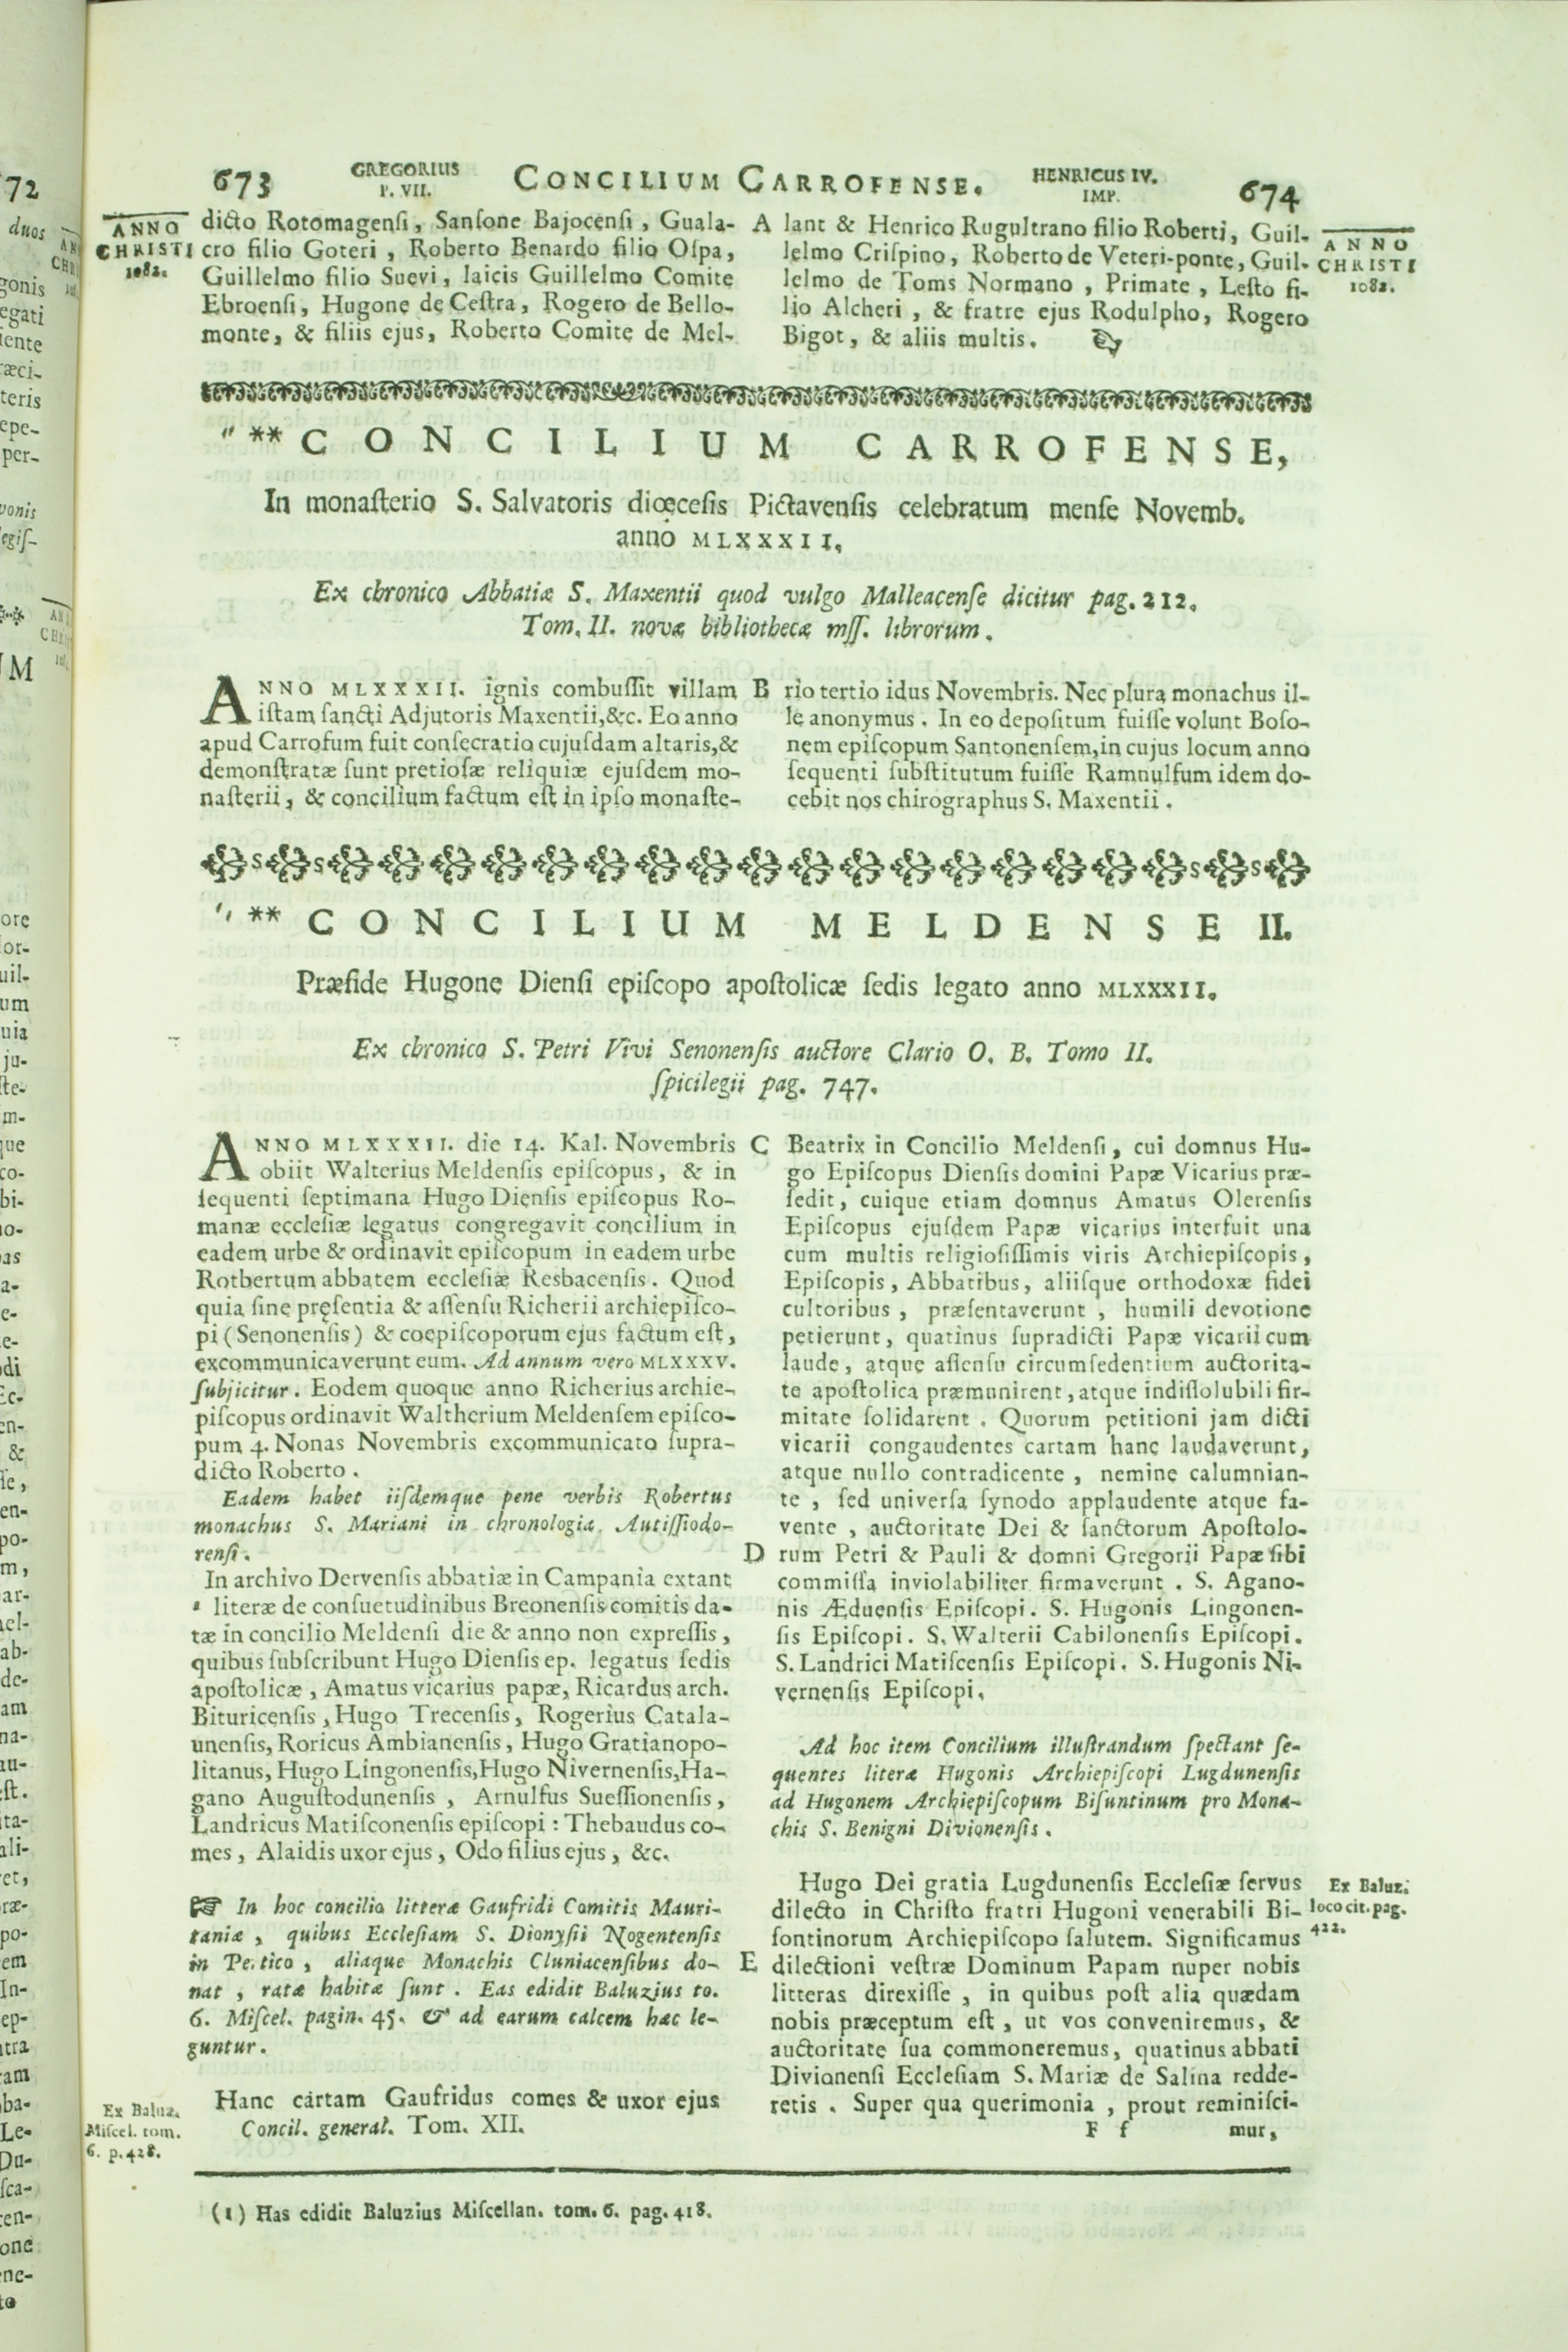 673
GREGORIUS
P. VII.
CONCILIUM CARROFENSE.
HENRICUS IV.
IMP.
674
ANNO
CHRISTI
1082.
dicto Rotomagensi, Sansone Bajocensi, Guala-
cro filio Goteri, Roberto Benardo filio Ospa,
Guillelmo filio Suevi, laicis Guillelmo Comite
Ebroensi, Hugone de Cestra, Rogero de Bello-
monte, & filiis ejus, Roberto Comite de Mel-
A
lant & Henrico Rugultrano filio Roberti, Guil-
lelmo Crispino, Roberto de Veteri-ponte, Guil-
lelmo de Toms Normano, Primate, Lesto fi-
lio Alcheri, & fratre ejus Rodulpho, Rogero
Bigot, & aliis multis.
ANNO
CHRISTI
1082.
** CONCILIUM CARROFENSE,
In monasterio S. Salvatoris diœcesis Pictavensis celebratum mense Novemb.
anno MLXXXII.
Ex chronico Abbatiæ S. Maxentii quod vulgo Malleacense dicitur pag. 212.
Tom. II. novæ bibliothecæ mss. librorum.
ANNO MLXXXII. ignis combussit villam
istam sancti Adjutoris Maxentii, &c. Eo anno
apud Carrofum fuit consecratio cujusdam altaris, &
demonstratæ sunt pretiosæ reliquiæ ejusdem mo-
nasterii, & concilium factum est in ipso monaste-
B
rio tertio idus Novembris. Nec plura monachus il-
le anonymus. In eo depositum fuisse volunt Boso-
nem episcopum Santonensem, in cujus locum anno
sequenti substitutum fuisse Ramnulfum idem do-
cebit nos chirographus S. Maxentii.
** CONCILIUM MELDENSE II.
Præside Hugone Diensi episcopo apostolicæ sedis legato anno MLXXXII.
Ex chronico S. Petri Vivi Senonensis auctore Clario O. B. Tomo II.
spicilegii pag. 747.
ANNO MLXXXII. die 14. Kal. Novembris
obiit Walterius Meldensis episcopus, & in
sequenti septimana Hugo Diensis episcopus Ro-
manæ ecclesiæ legatus congregavit concilium in
eadem urbe & ordinavit episcopum in eadem urbe
Rotbertum abbatem ecclesiæ Resbacensis. Quod
quia sine pręsentia & assensu Richerii archiepisco-
pi (Senonensis) & coepiscoporum ejus factum est,
excommunicaverunt eum. Ad annum vero MLXXXV.
subjicitur. Eodem quoque anno Richerius archie-
piscopus ordinavit Waltherium Meldensem episco-
pum 4. Nonas Novembris excommunicato supra-
dicto Roberto.
Eadem habet iisdemque pene verbis Robertus
monachus S. Mariani in chronologia Autissiodo-
rensi.
In archivo Dervensis abbatiæ in Campania extant
literæ de consuetudinibus Breonensis comitis da-
tæ in concilio Meldensi die & anno non expressis,
quibus subscribunt Hugo Diensis ep. legatus sedis
apostolicæ, Amatus vicarius papæ, Ricardus arch.
Bituricensis, Hugo Trecensis, Rogerius Catala-
unensis, Roricus Ambianensis, Hugo Gratianopo-
litanus, Hugo Lingonensis, Hugo Nivernensis, Ha-
gano Augustodunensis, Arnulfus Suessionensis,
Landricus Matisconensis episcopi: Thebaudus co-
mes, Alaidis uxor ejus, Odo filius ejus, &c.
☞ In hoc concilio litteræ Gaufridi Comitis Mauri-
taniæ, quibus Ecclesiam S. Dionysii Nogentensis
in Pertico, aliaque Monachis Cluniacensibus do-
nat, ratæ habitæ sunt. Eas edidit Baluzius to.
6. Miscel. pagin. 45. & ad earum calcem hæc le-
guntur.
Hanc cartam Gaufridus comes & uxor ejus
Concil. general. Tom. XII.
Ex Baluz.
Miscel. tom.
6. p. 428.
C
Beatrix in Concilio Meldensi, cui domnus Hu-
go Episcopus Diensis domini Papæ Vicarius præ-
sedit, cuique etiam domnus Amatus Olerensis
Episcopus ejusdem Papæ vicarius interfuit una
cum multis religiosissimis viris Archiepiscopis,
Episcopis, Abbatibus, aliisque orthodoxæ fidei
cultoribus, præsentaverunt, humili devotione
petierunt, quatinus supradicti Papæ vicarii cum
laude, atque assensu circumsedentium auctorita-
te apostolica præmunirent, atque indissolubili fir-
mitate solidarent. Quorum petitioni jam dicti
vicarii congaudentes cartam hanc laudaverunt,
atque nullo contradicente, nemine calumnian-
te, sed universa synodo applaudente atque fa-
vente, auctoritate Dei & sanctorum Apostolo-
D
rum Petri & Pauli & domni Gregorii Papæ sibi
commissa inviolabiliter firmaverunt. S. Agano-
nis Æduensis Episcopi. S. Hugonis Lingonen-
sis Episcopi. S. Walterii Cabilonensis Episcopi.
S. Landrici Matiscensis Episcopi. S. Hugonis Ni-
vernensis Episcopi.
Ad hoc item Concilium illustrandum spectant se-
quentes literæ Hugonis Archiepiscopi Lugdunensis
ad Hugonem Archiepiscopum Bisuntinum pro Mona-
chis S. Benigni Divionensis.
Hugo Dei gratia Lugdunensis Ecclesiæ servus
dilecto in Christo fratri Hugoni venerabili Bi-
sontinorum Archiepiscopo salutem. Significamus
E
dilectioni vestræ Dominum Papam nuper nobis
litteras direxisse, in quibus post alia quædam
nobis præceptum est, ut vos conveniremus, &
auctoritate sua commoneremus, quatinus abbati
Divionensi Ecclesiam S. Mariæ de Salina redde-
retis. Super qua querimonia, prout reminisci-
F f
mur,
Ex Baluz.
loco cit. pag.
422.
(1) Has edidit Baluzius Miscellan. tom. 6. pag. 418.